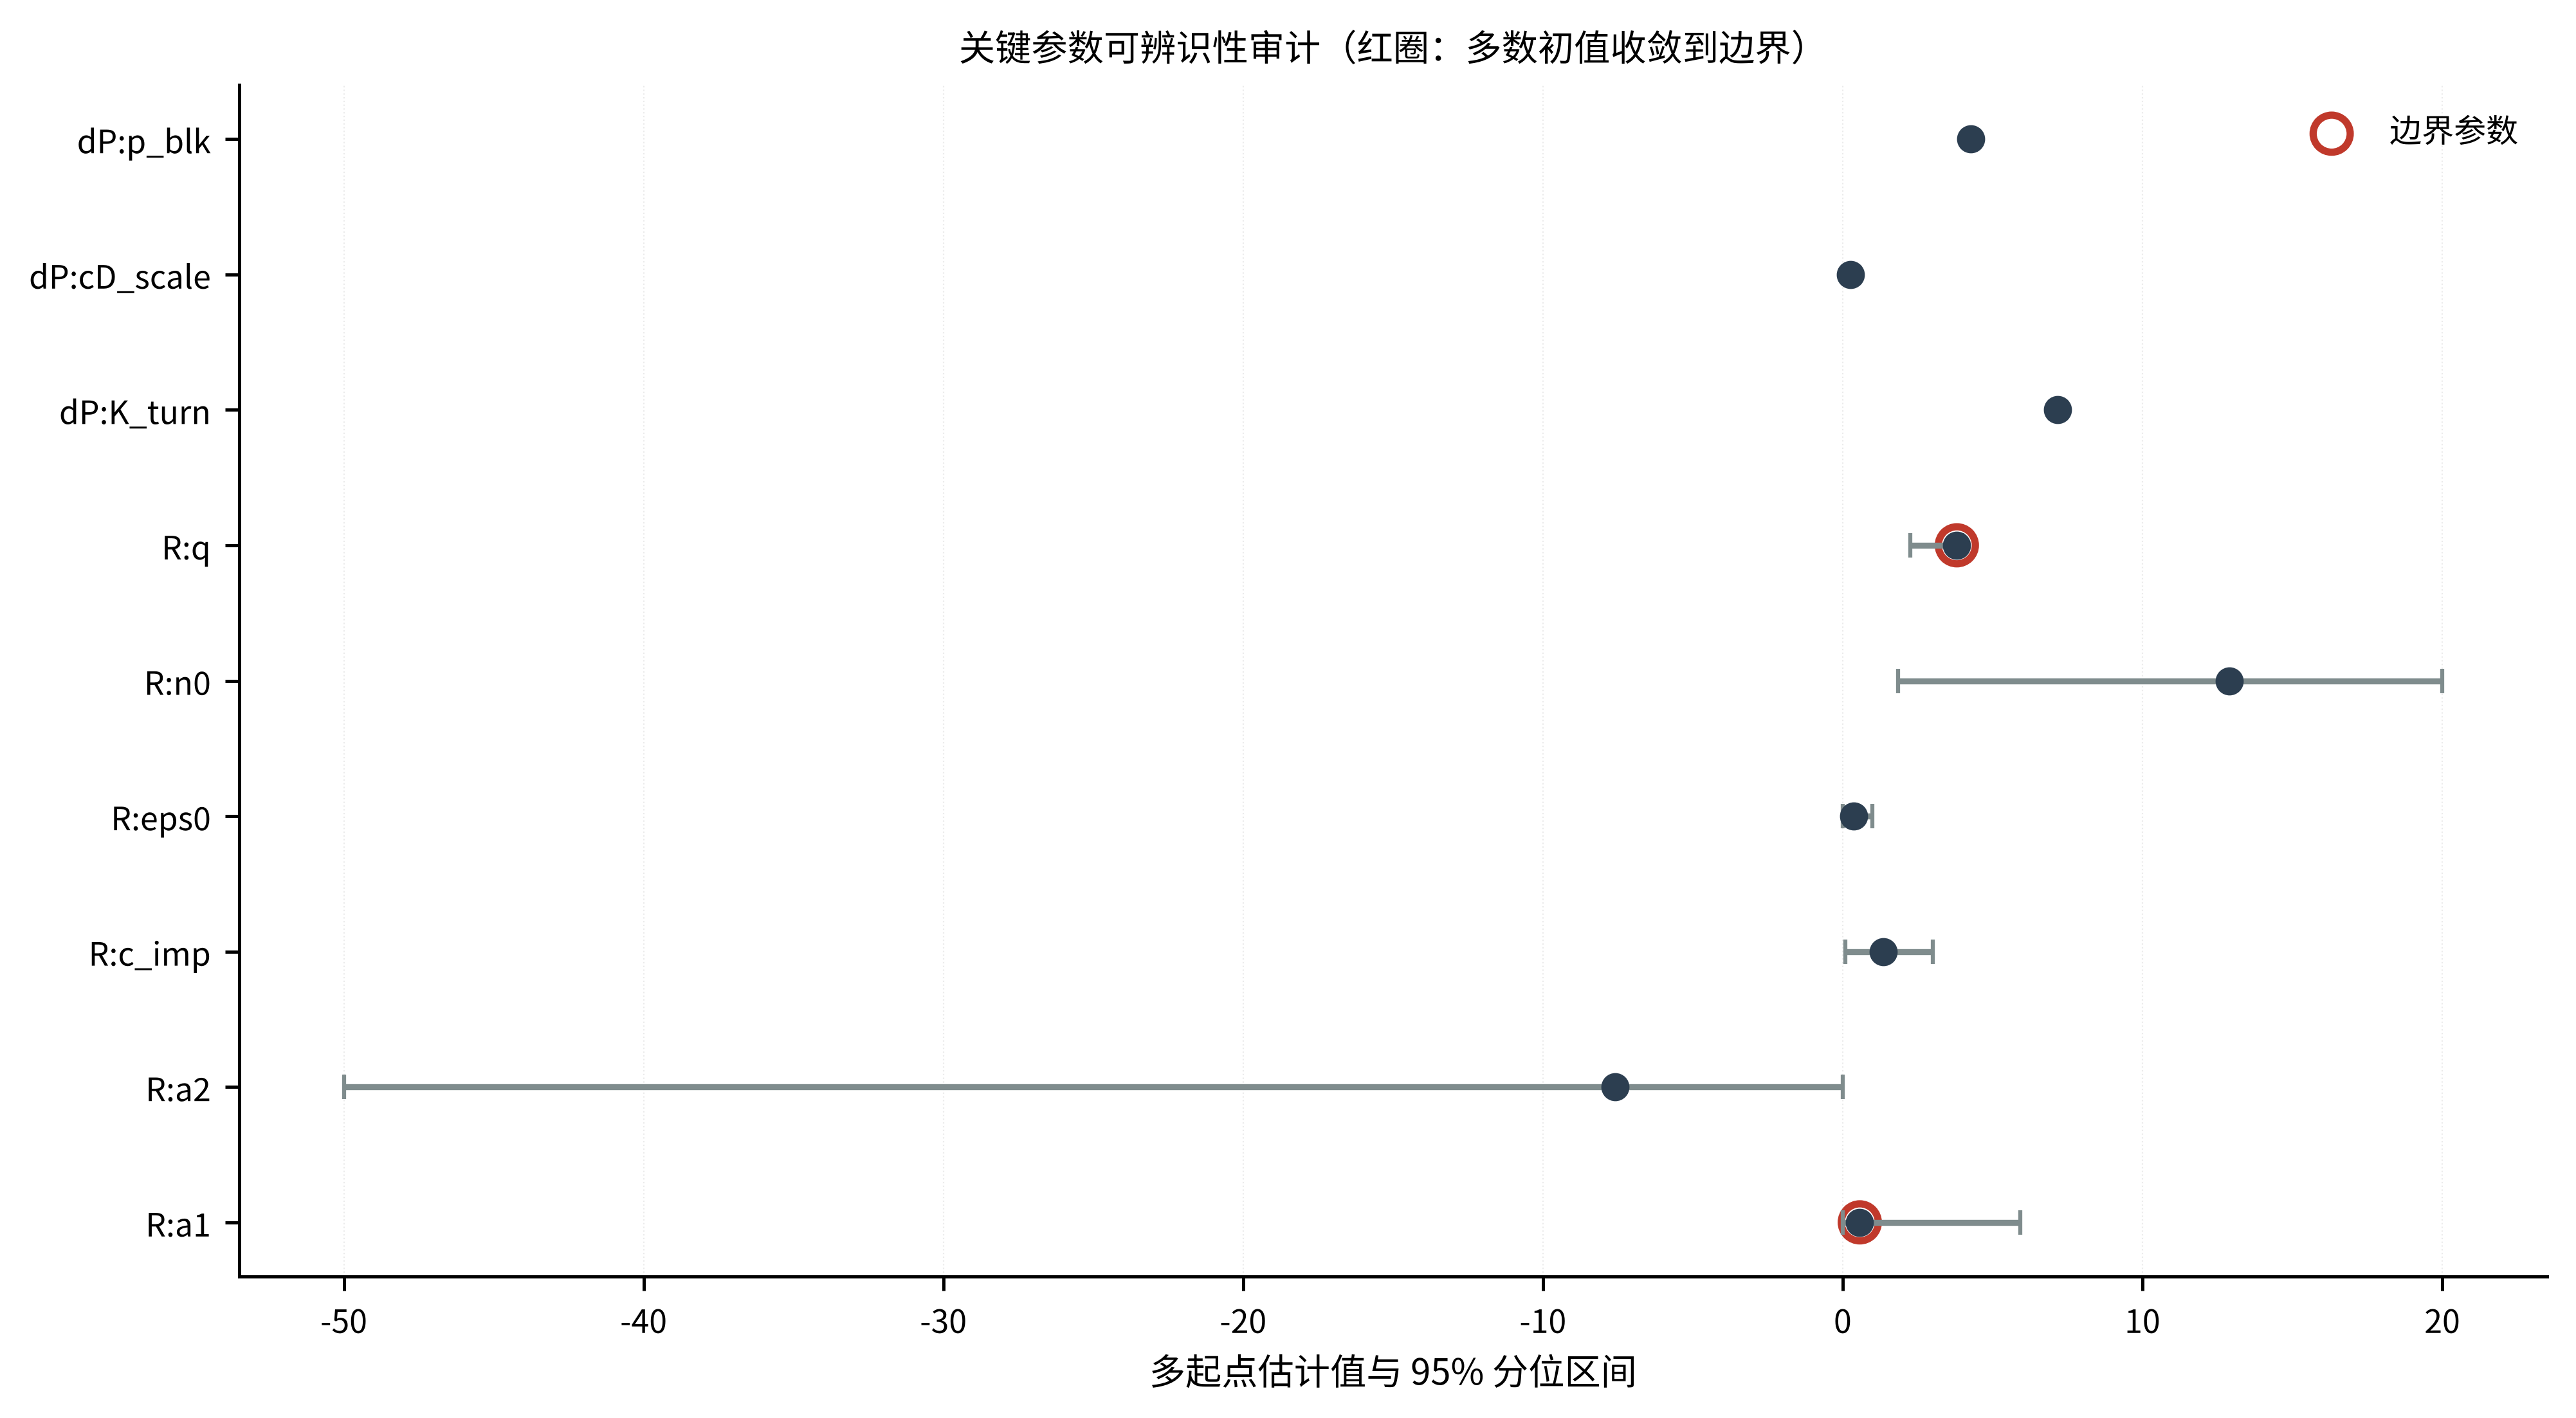 关键参数可辨识性审计（红圈：多数初值收敛到边界）
边界参数
dP:p_blk
dP:cD_scale
dP:K_turn
R:q
R:n0
R:eps0
R:c_imp
R:a2
R:a1
-50
-40
-30
-20
-10
0
10
20
多起点估计值与 95% 分位区间